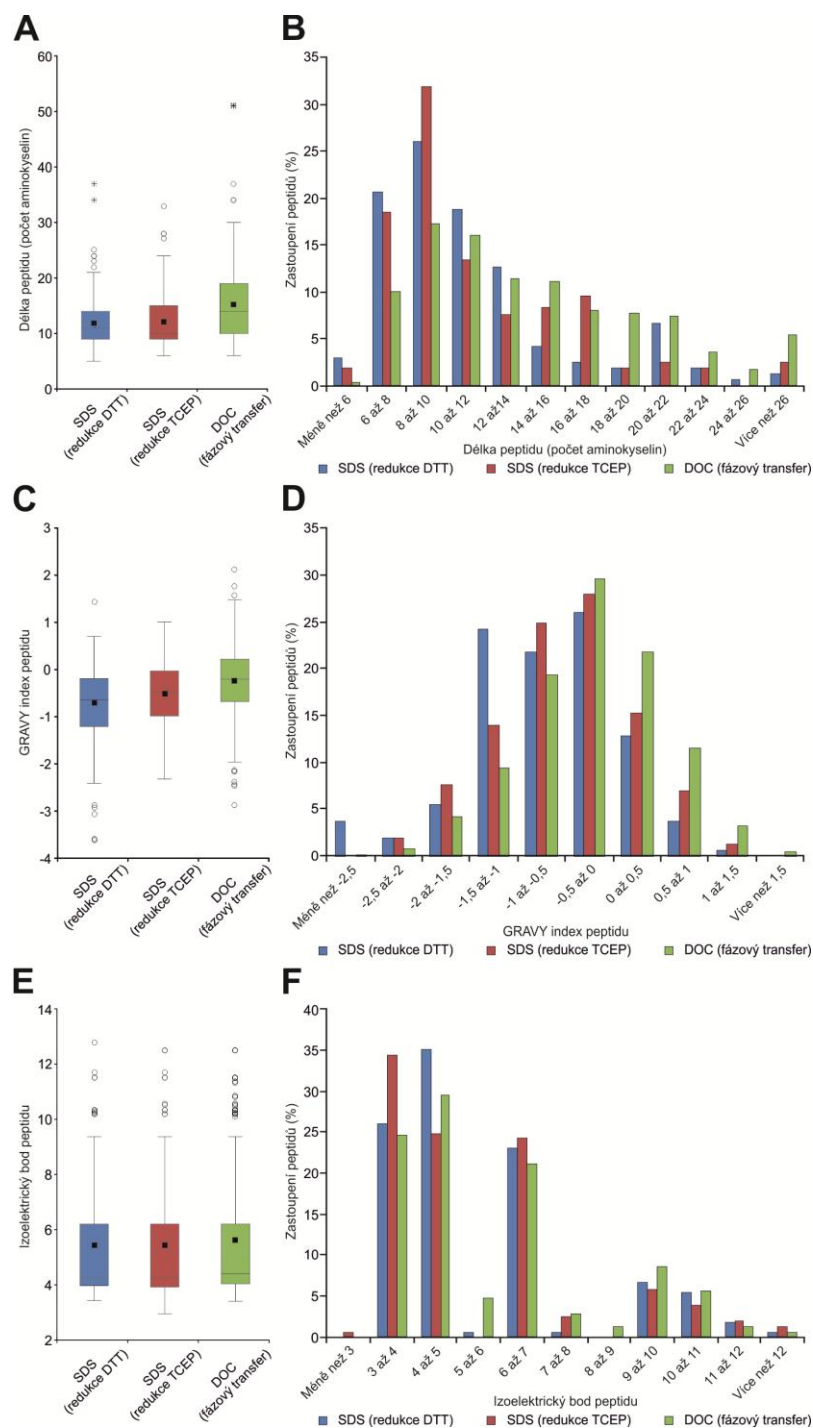 A
60
50
40
30
20
10
0
Délka peptidu (počet aminokyselin)
SDS
(redukce DTT)
SDS
(redukce TCEP)
DOC
(fázový transfer)
B
35
30
25
20
15
10
5
0
Zastoupení peptidů (%)
Méně než 6
6 až 8
8 až 10
10 až 12
12 až14
14 až 16
16 až 18
18 až 20
20 až 22
22 až 24
24 až 26
Více než 26
Délka peptidu (počet aminokyselin)
SDS (redukce DTT) SDS (redukce TCEP) DOC (fázový transfer)
C
3
2
1
0
-1
-2
-3
-4
GRAVY index peptidu
SDS
(redukce DTT)
SDS
(redukce TCEP)
DOC
(fázový transfer)
D
35
30
25
20
15
10
5
0
Zastoupení peptidů (%)
Méně než -2,5
-2,5 až -2
-2 až -1,5
-1,5 až -1
-1 až -0,5
-0,5 až 0
0 až 0,5
0,5 až 1
1 až 1,5
Více než 1,5
GRAVY index peptidu
SDS (redukce DTT) SDS (redukce TCEP) DOC (fázový transfer)
E
14
12
10
8
6
4
2
Izoelektrický bod peptidu
SDS
(redukce DTT)
SDS
(redukce TCEP)
DOC
(fázový transfer)
F
40
35
30
25
20
15
10
5
0
Zastoupení peptidů (%)
Méně než 3
3 až 4
4 až 5
5 až 6
6 až 7
7 až 8
8 až 9
9 až 10
10 až 11
11 až 12
Více než 12
Izoelektrický bod peptidu
SDS (redukce DTT) SDS (redukce TCEP) DOC (fázový transfer)